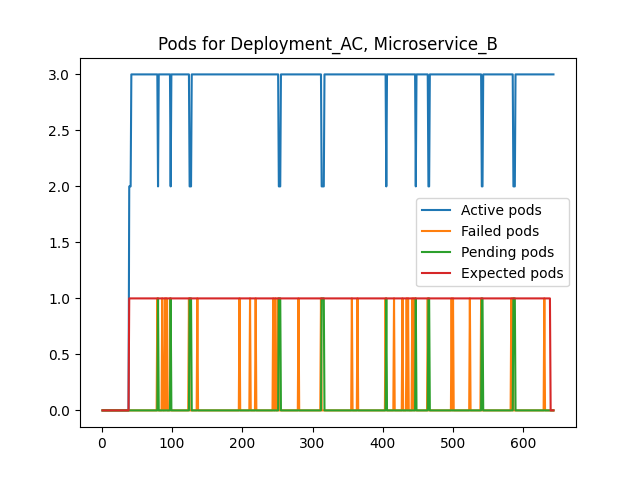 Pods for Deployment_AC, Microservice_B
3.0
2.5
2.0
1.5
1.0
0.5
0.0
Active pods
Failed pods
Pending pods
Expected pods
0 100 200 300 400 500 600